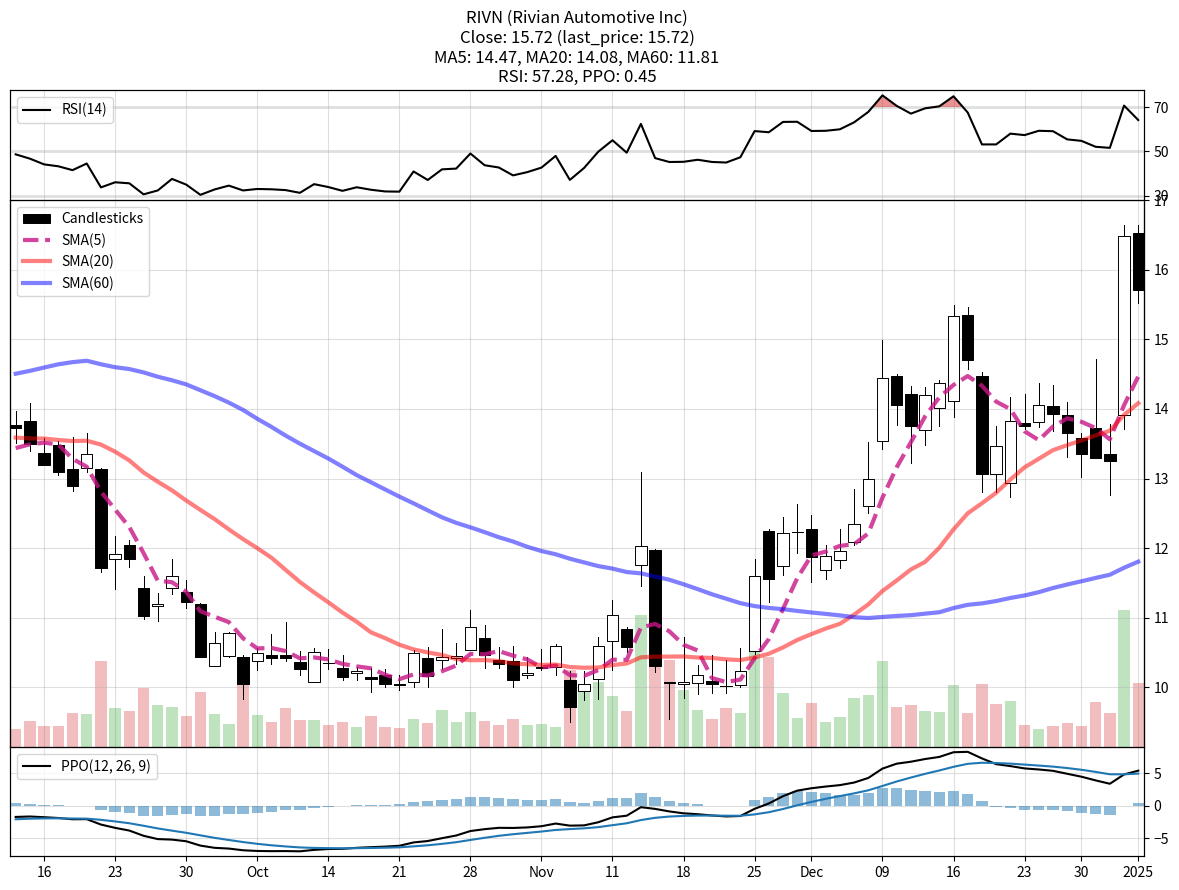 RIVN (Rivian Automotive Inc)
Close: 15.72 (last_price: 15.72)
MA5: 14.47, MA20: 14.08, MA60: 11.81
RSI: 57.28, PPO: 0.45
RSI(14)
70
50
30
17
Candlesticks
SMA(5)
SMA(20)
SMA(60)
16
15
14
13
12
11
10
PPO(12, 26, 9)
5
0
−5
16 23 30 Oct 14 21 28 Nov 11 18 25 Dec 09 16 23 30 2025